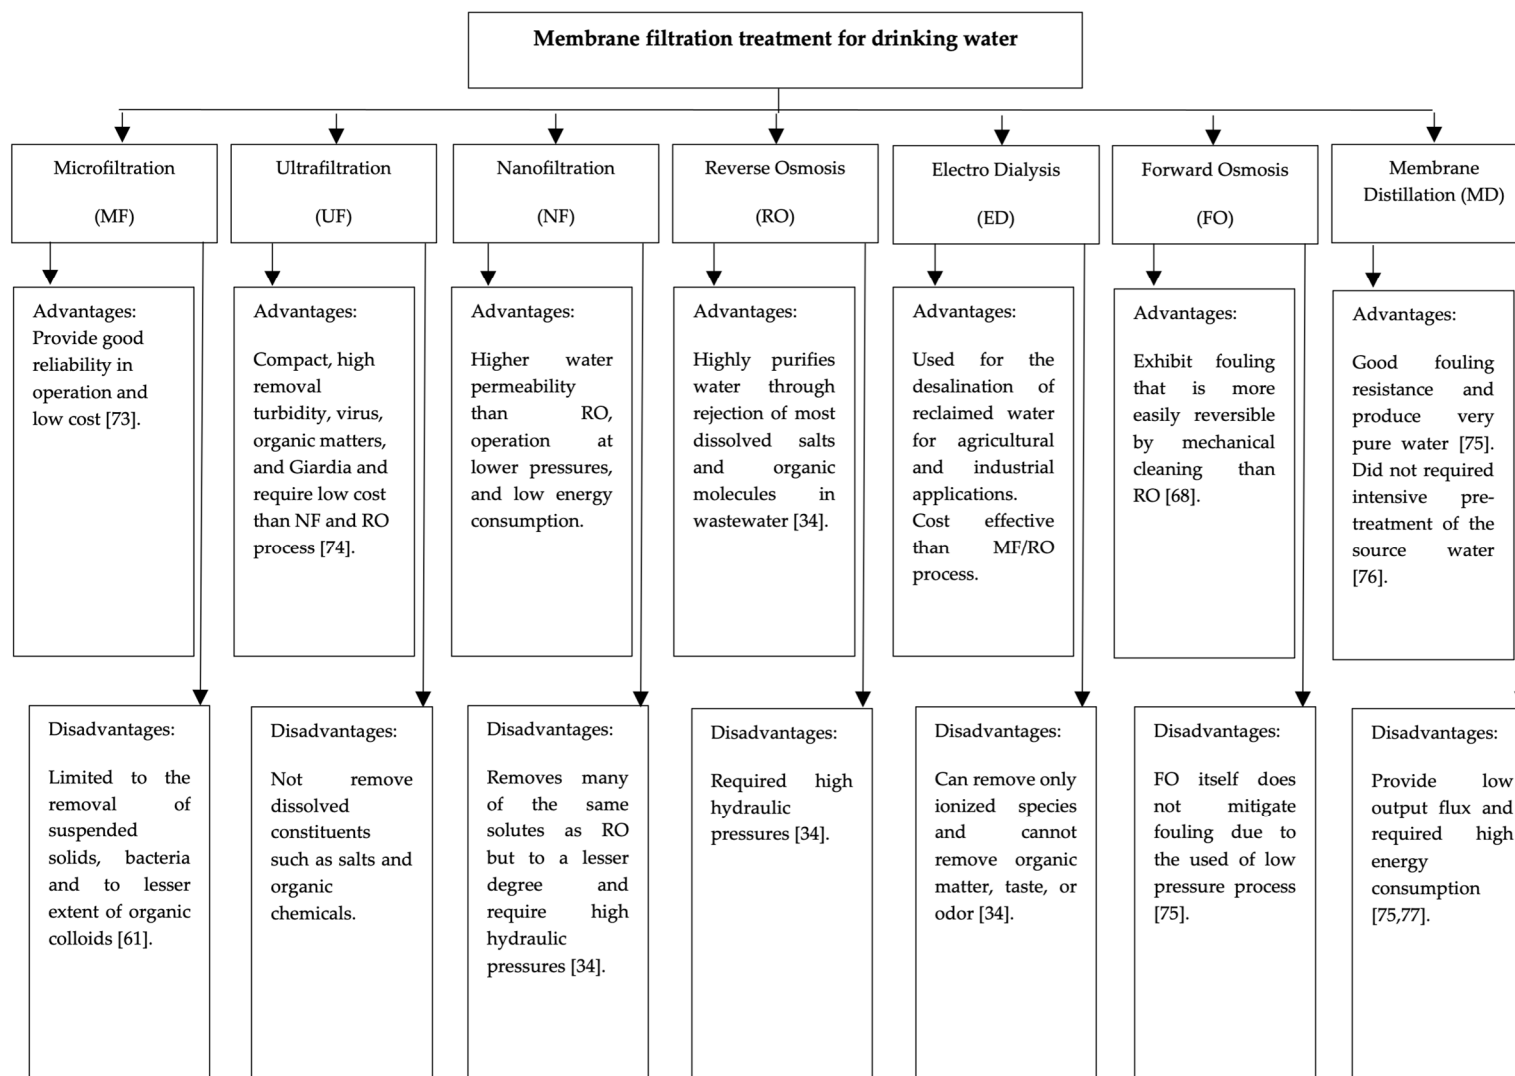 Membrane filtration treatment for drinking water
Microfiltration
(MF)
Ultrafiltration
(UF)
Nanofiltration
(NF)
Reverse Osmosis
(RO)
Electro Dialysis
(ED)
Forward Osmosis
(FO)
Membrane
Distillation (MD)
Advantages:
Provide good
reliability in
operation and
low cost [73].
Advantages:
Compact, high
removal
turbidity, virus,
organic matters,
and Giardia and
require low cost
than NF and RO
process [74].
Advantages:
Higher water
permeability
than RO,
operation at
lower pressures,
and low energy
consumption.
Advantages:
Highly purifies
water through
rejection of most
dissolved salts
and organic
molecules in
wastewater [34].
Advantages:
Used for the
desalination of
reclaimed water
for agricultural
and industrial
applications.
Cost effective
than MF/RO
process.
Advantages:
Exhibit fouling
that is more
easily reversible
by mechanical
cleaning than
RO [68].
Advantages:
Good fouling
resistance and
produce very
pure water [75].
Did not required
intensive pre-
treatment of the
source water
[76].
Disadvantages:
Limited to the
removal of
suspended
solids, bacteria
and to lesser
extent of organic
colloids [61].
Disadvantages:
Not remove
dissolved
constituents
such as salts and
organic
chemicals.
Disadvantages:
Removes many
of the same
solutes as RO
but to a lesser
degree and
require high
hydraulic
pressures [34].
Disadvantages:
Required high
hydraulic
pressures [34].
Disadvantages:
Can remove only
ionized species
and cannot
remove organic
matter, taste, or
odor [34].
Disadvantages:
FO itself does
not mitigate
fouling due to
the used of low
pressure process
[75].
Disadvantages:
Provide low
output flux and
required high
energy
consumption
[75,77].